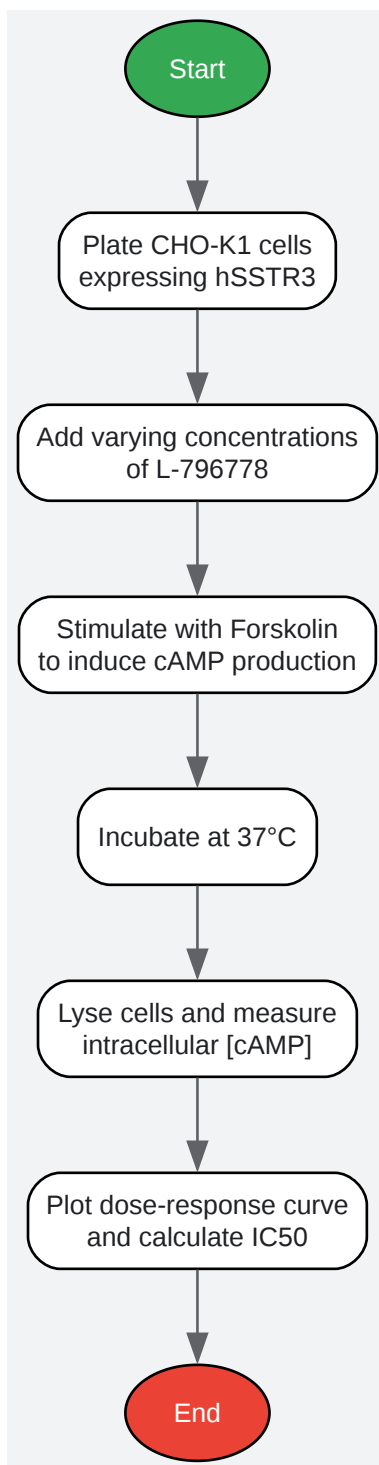 Start
Plate CHO-K1 cells
expressing hSSTR3
Add varying concentrations
of L-796778
Stimulate with Forskolin
to induce cAMP production
Incubate at 37°C
Lyse cells and measure
intracellular [cAMP]
Plot dose-response curve
and calculate IC50
End